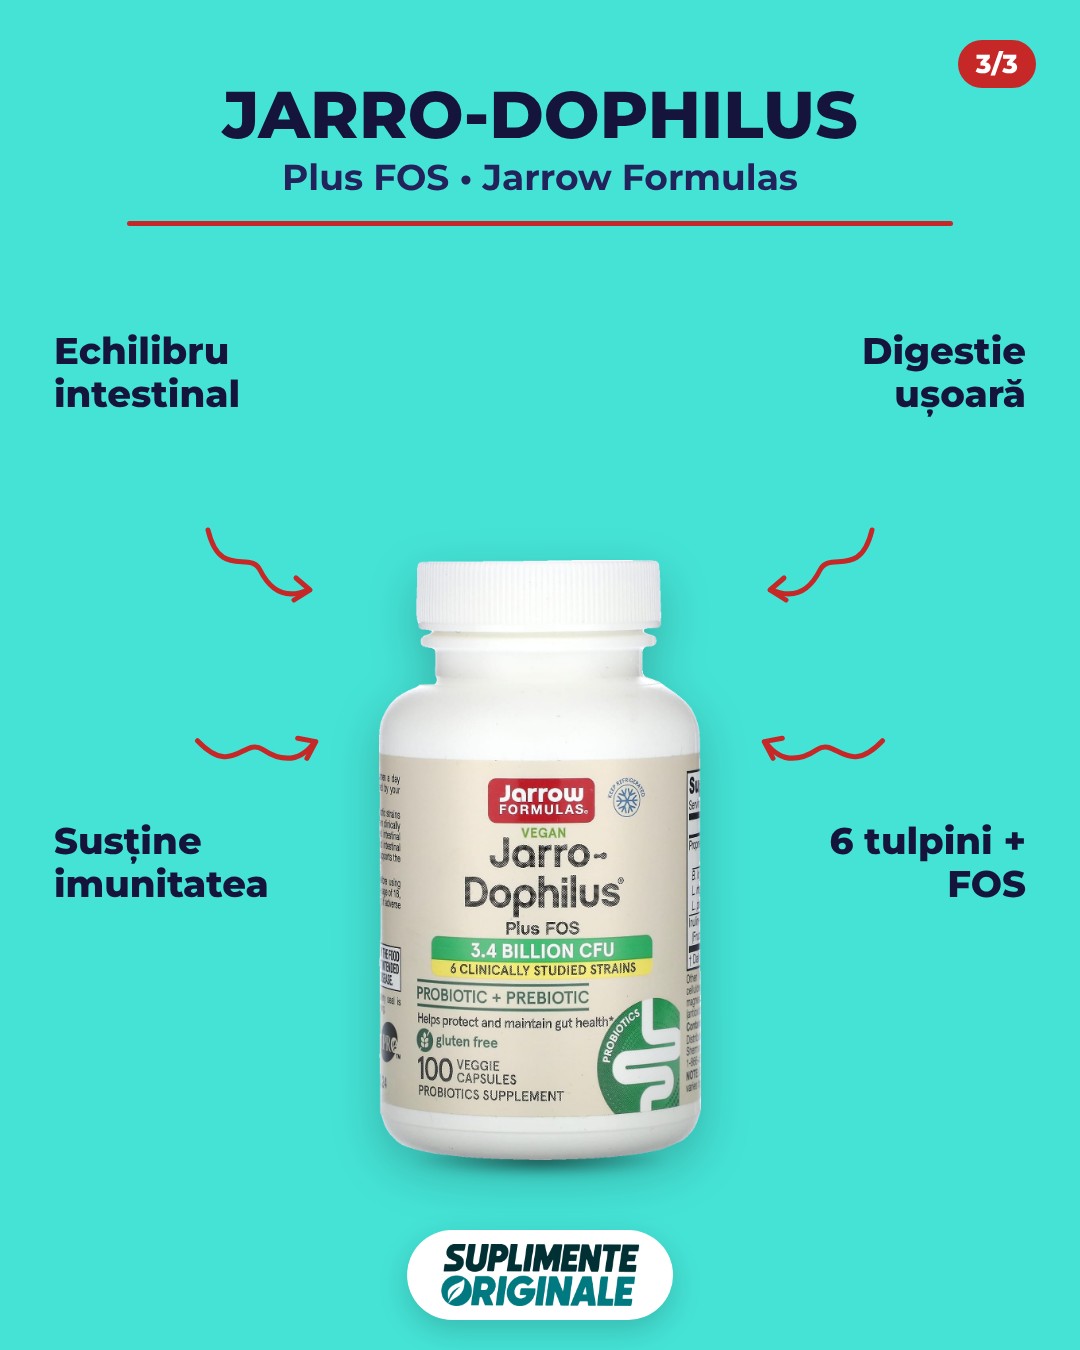 3/3
JARRO-DOPHILUS
Plus FOS • Jarrow Formulas
Echilibru
intestinal
Digestie
ușoară
Susține
imunitatea
6 tulpini +
FOS
Jarrow
FORMULAS®
KEEP REFRIGERATED
VEGAN
Jarro-
Dophilus®
Plus FOS
3.4 BILLION CFU
6 CLINICALLY STUDIED STRAINS
PROBIOTIC + PREBIOTIC
Helps protect and maintain gut health*
gluten free
100 VEGGIE
CAPSULES
PROBIOTICS SUPPLEMENT
PROBIOTICS
SUPLIMENTE
ORIGINALE